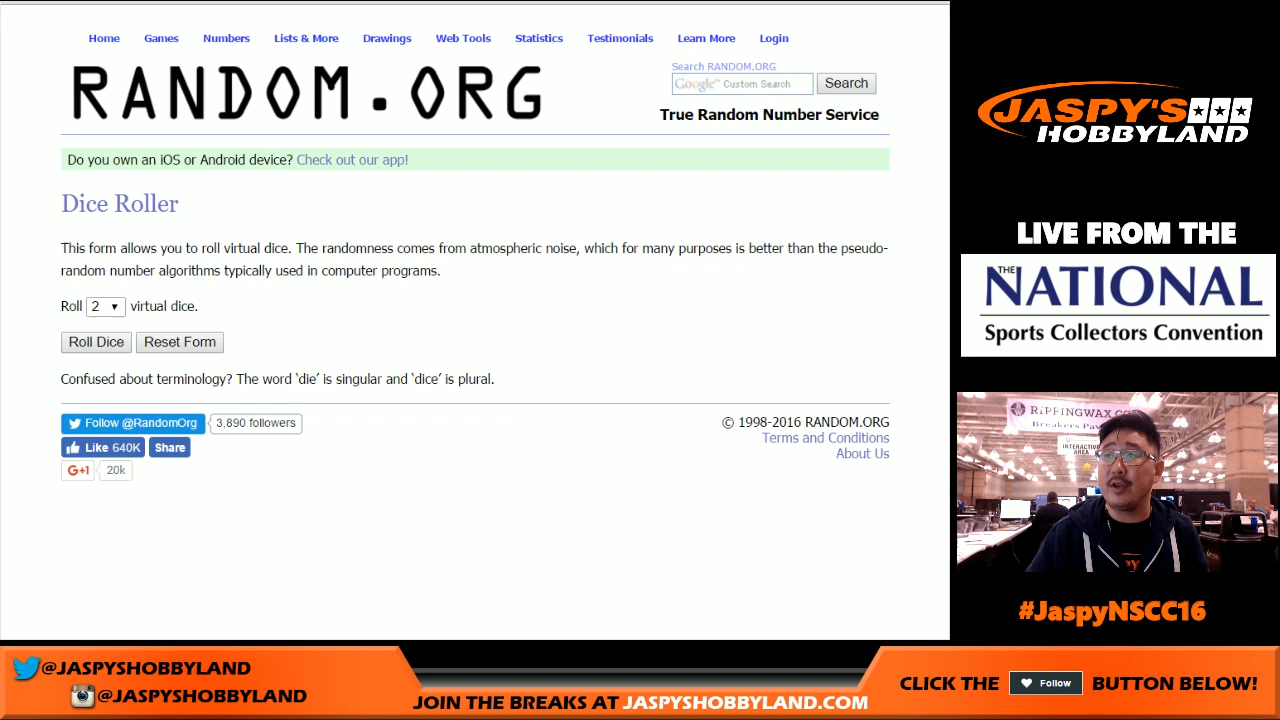 Home Games Numbers Lists & More Drawings Web Tools Statistics Testimonials Learn More Login
RANDOM.ORG
Search RANDOM.ORG
Google™ Custom Search Search
True Random Number Service
Do you own an iOS or Android device? Check out our app!
Dice Roller
This form allows you to roll virtual dice. The randomness comes from atmospheric noise, which for many purposes is better than the pseudo-
random number algorithms typically used in computer programs.
Roll 2 virtual dice.
Roll Dice Reset Form
Confused about terminology? The word ‘die’ is singular and ‘dice’ is plural.
Follow @RandomOrg 3,890 followers
Like 640K Share
G+1 20k
© 1998-2016 RANDOM.ORG
Terms and Conditions
About Us
JASPY'S
HOBBYLAND
LIVE FROM THE
THE NATIONAL
Sports Collectors Convention
RIPPINGWAX.CO
Breakers Pav
INTERACTIVE
AREA
#JaspyNSCC16
@JASPYSHOBBYLAND
@JASPYSHOBBYLAND
JOIN THE BREAKS AT JASPYSHOBBYLAND.COM
CLICK THE Follow BUTTON BELOW!